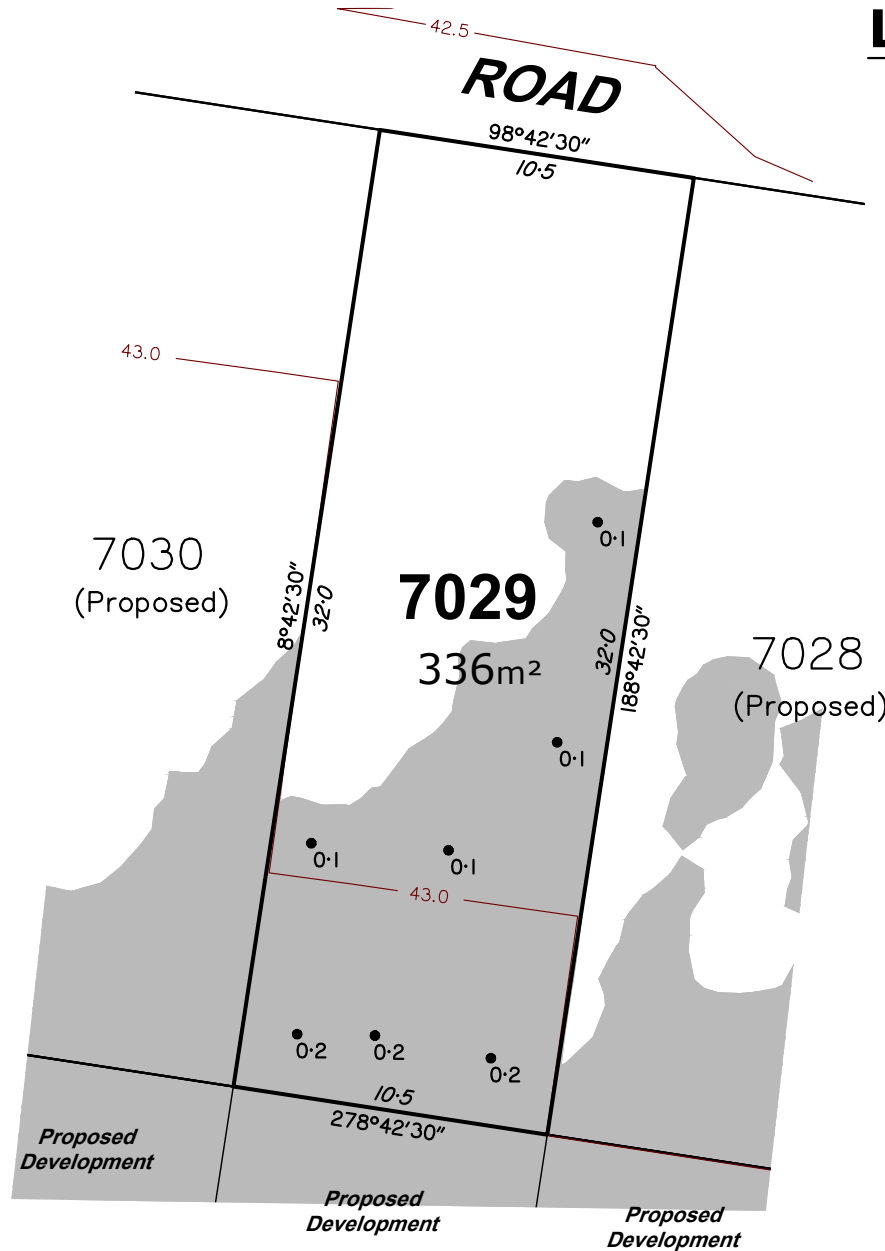 42.5
L
ROAD
98°42'30"
10·5
43.0
7030
(Proposed)
8°42'30"
32·0
7029
336m²
0·1
32·0
188°42'30"
7028
(Proposed)
0·1
0·1
0·1
43.0
0·2
0·2
0·2
10·5
278°42'30"
Proposed
Development
Proposed
Development
Proposed
Development